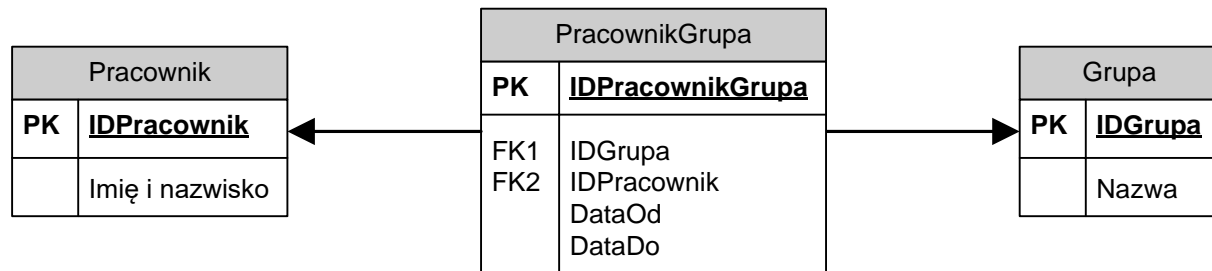 Pracownik
PK IDPracownik
Imię i nazwisko
PracownikGrupa
PK IDPracownikGrupa
FK1 IDGrupa
FK2 IDPracownik
DataOd
DataDo
Grupa
PK IDGrupa
Nazwa